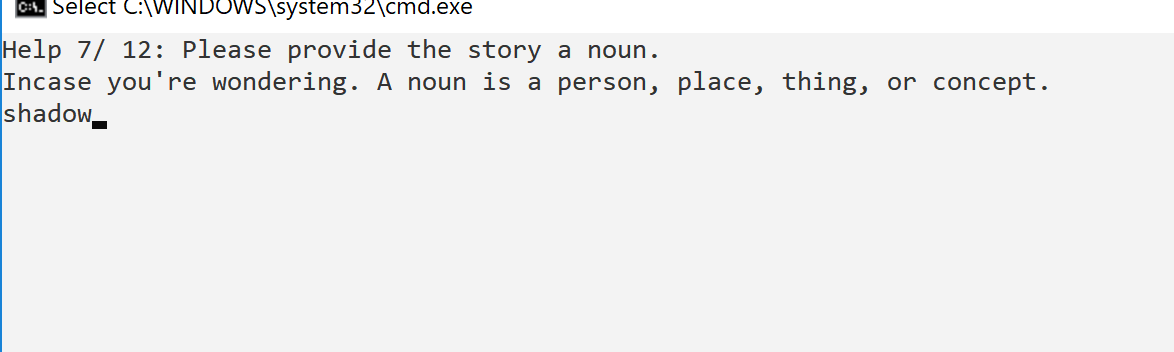 Select C:\WINDOWS\system32\cmd.exe
Help 7/ 12: Please provide the story a noun.
Incase you're wondering. A noun is a person, place, thing, or concept.
shadow